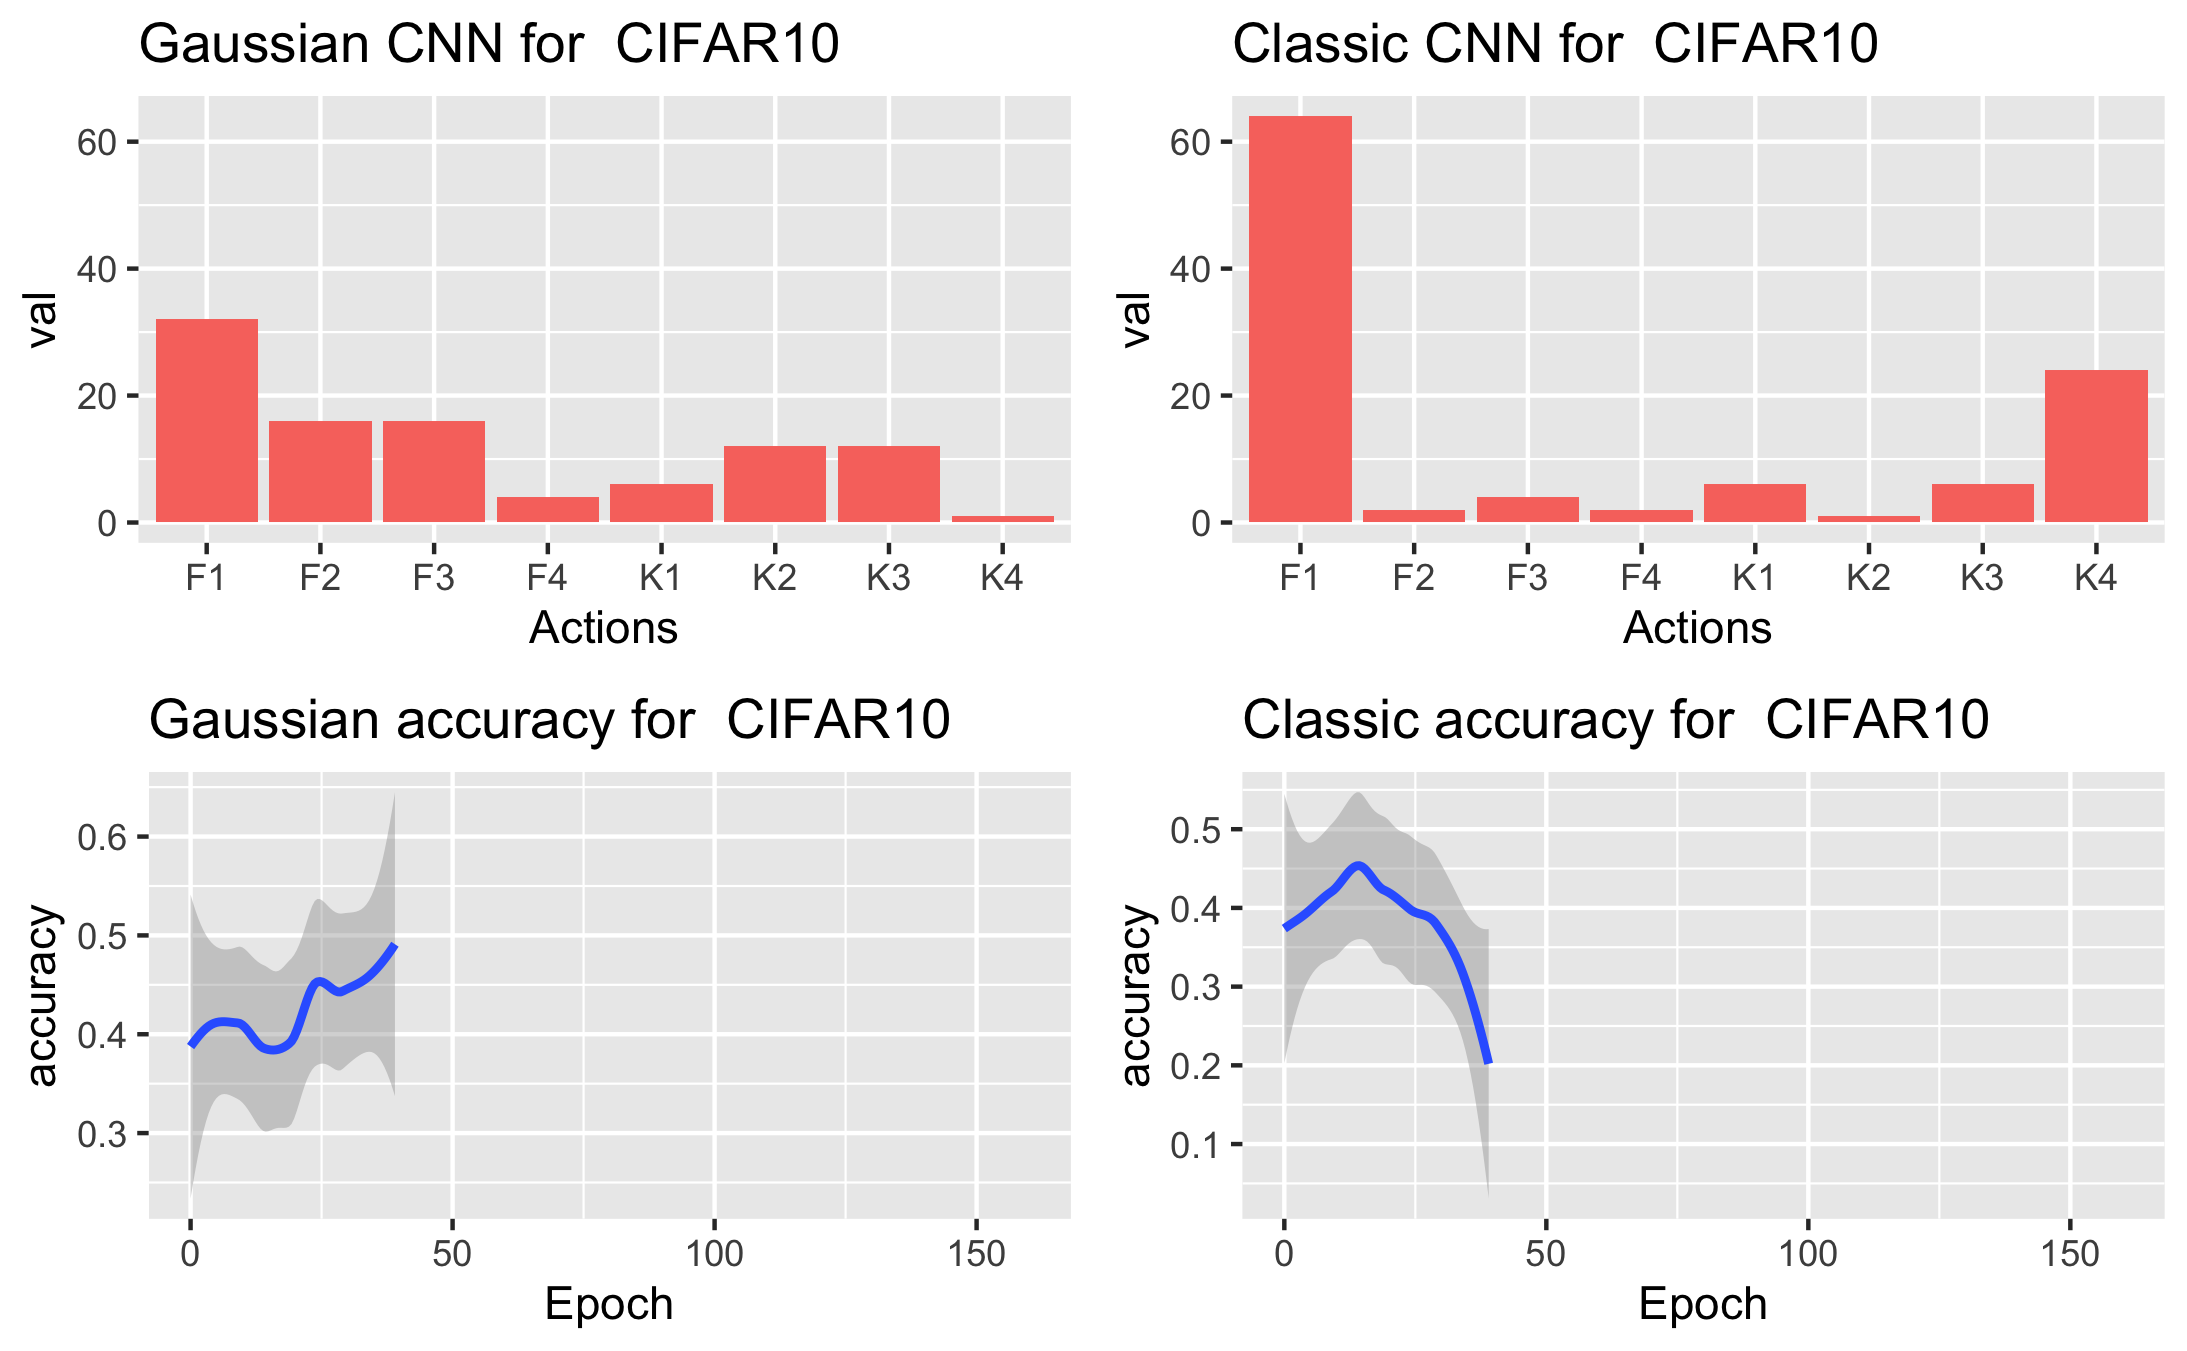 Gaussian CNN for  CIFAR10
60
40
20
0
val
F1 F2 F3 F4 K1 K2 K3 K4
Actions
Classic CNN for  CIFAR10
60
40
20
0
val
F1 F2 F3 F4 K1 K2 K3 K4
Actions
Gaussian accuracy for  CIFAR10
0.6
0.5
0.4
0.3
accuracy
0 50 100 150
Epoch
Classic accuracy for  CIFAR10
0.5
0.4
0.3
0.2
0.1
accuracy
0 50 100 150
Epoch